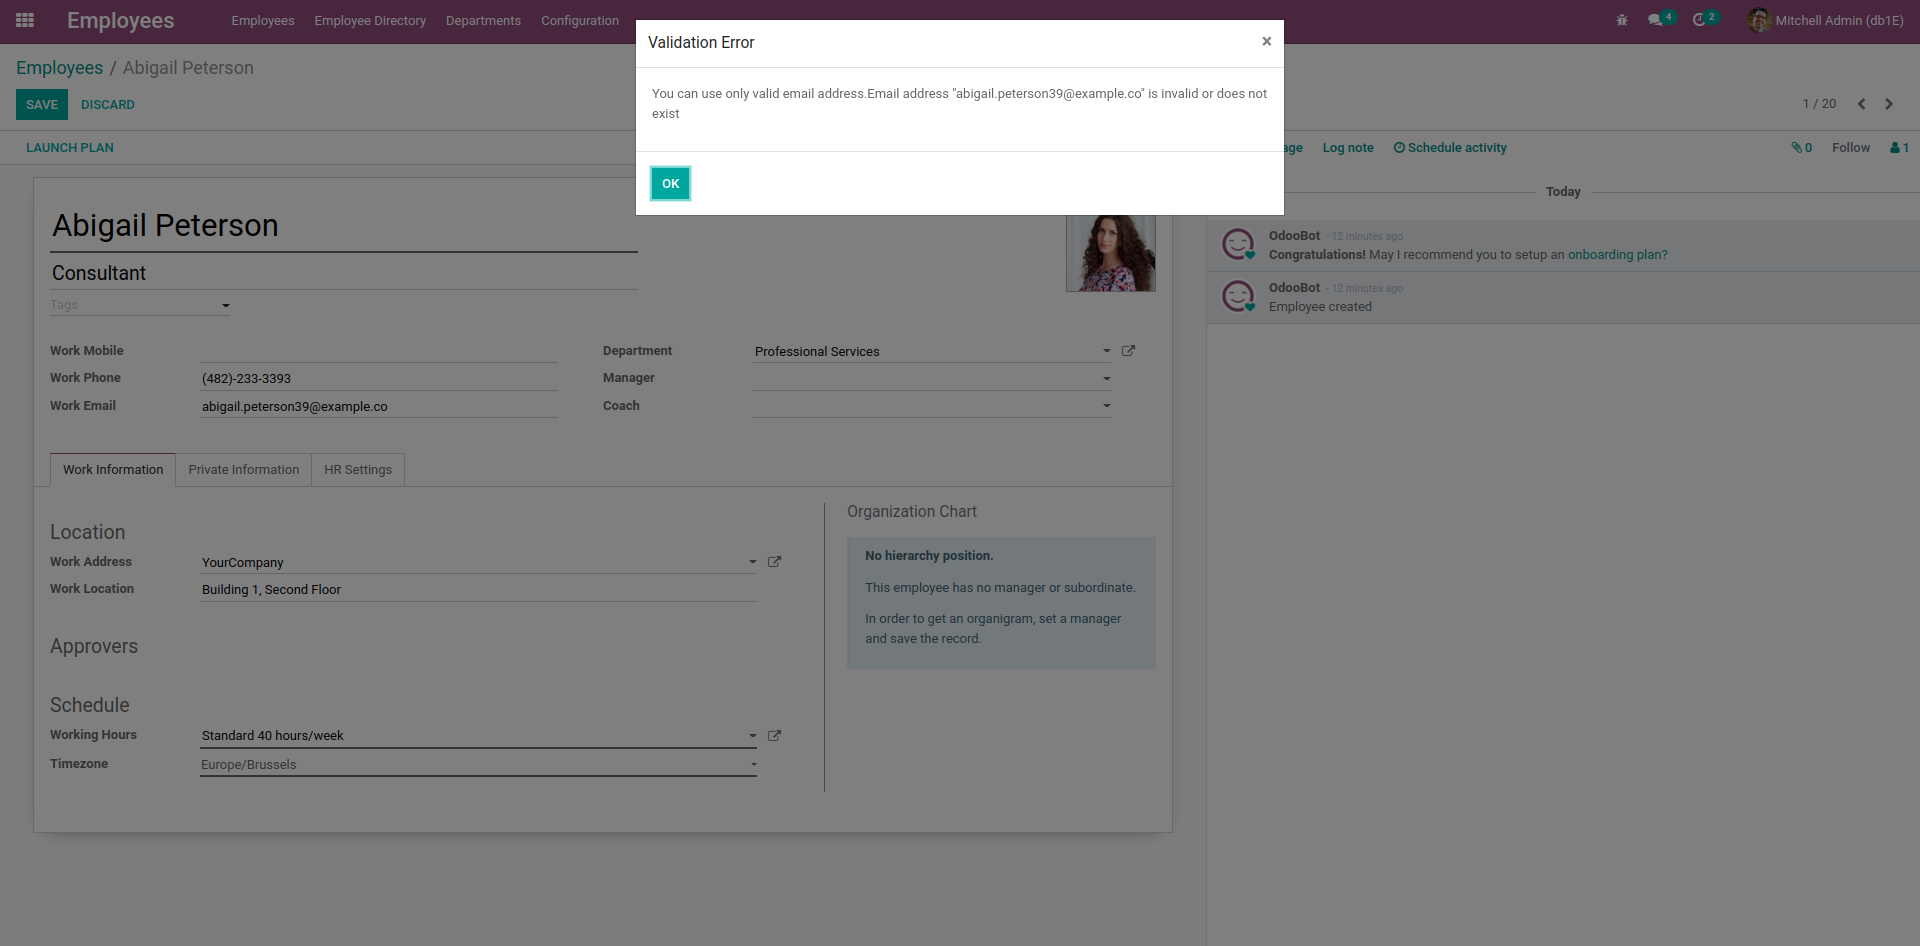 Employees Employees Employee Directory Departments Configuration 4 2 Mitchell Admin (db1E)
Validation Error ×
You can use only valid email address.Email address "abigail.peterson39@example.co" is invalid or does not
exist
OK
Employees / Abigail Peterson
SAVE DISCARD 1 / 20
LAUNCH PLAN age Log note Schedule activity 0 Follow 1
Abigail Peterson
Consultant
Tags
Work Mobile
Work Phone (482)-233-3393
Work Email abigail.peterson39@example.co
Department Professional Services
Manager
Coach
Work Information Private Information HR Settings
Location
Work Address YourCompany
Work Location Building 1, Second Floor
Approvers
Schedule
Working Hours Standard 40 hours/week
Timezone Europe/Brussels
Organization Chart
No hierarchy position.
This employee has no manager or subordinate.
In order to get an organigram, set a manager
and save the record.
Today
OdooBot - 12 minutes ago
Congratulations! May I recommend you to setup an onboarding plan?
OdooBot - 12 minutes ago
Employee created